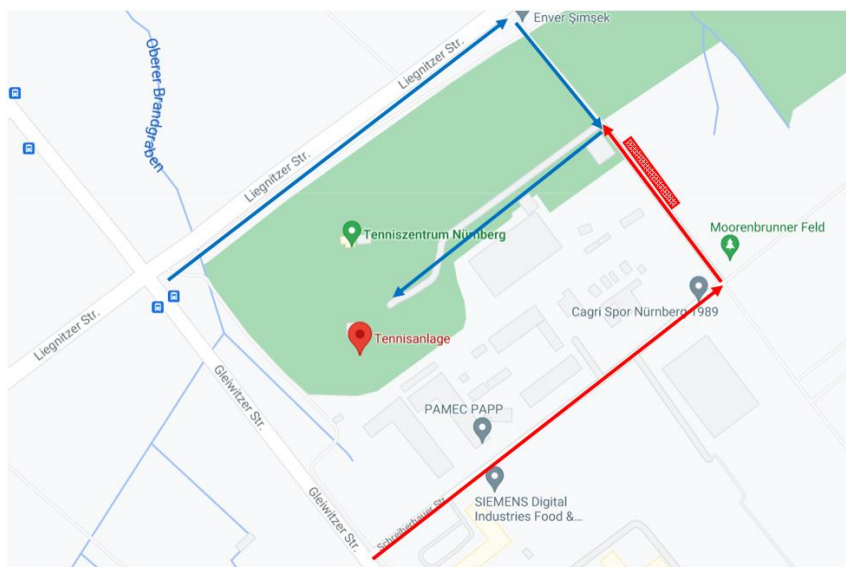 Enver Şimşek
Liegnitzer Str.
Oberer Brandgraben
Liegnitzer Str.
Tenniszentrum Nürnberg
Moorenbrunner Feld
Cagri Spor Nürnberg 1989
Liegnitzer Str.
Tennisanlage
Gleiwitzer Str.
PAMEC PAPP
Gleiwitzer Str.
SIEMENS Digital
Industries Food &...
Schreiberhauer Str.